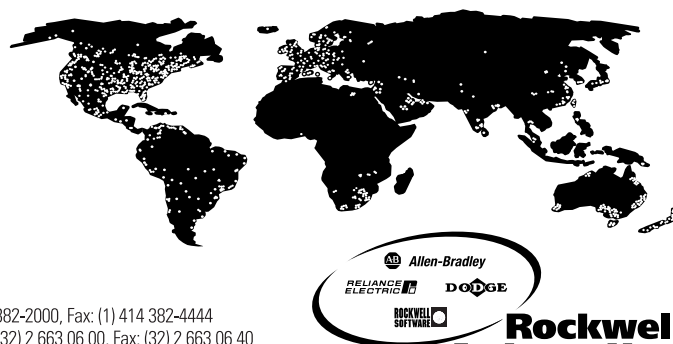 AB Allen-Bradley
RELIANCE ELECTRIC
DODGE
ROCKWELL SOFTWARE
382-2000, Fax: (1) 414 382-4444
(32) 2 663 06 00, Fax: (32) 2 663 06 40
Rockwel